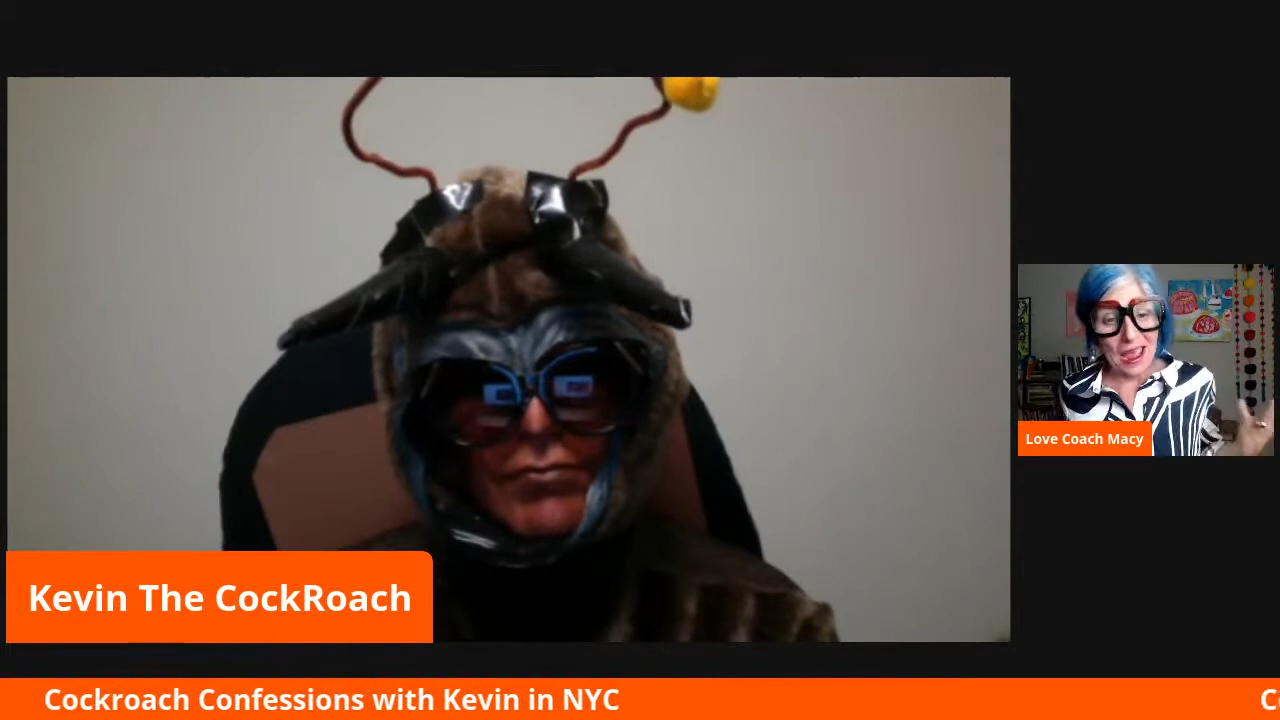 Love Coach Macy
Kevin The CockRoach
Cockroach Confessions with Kevin in NYC